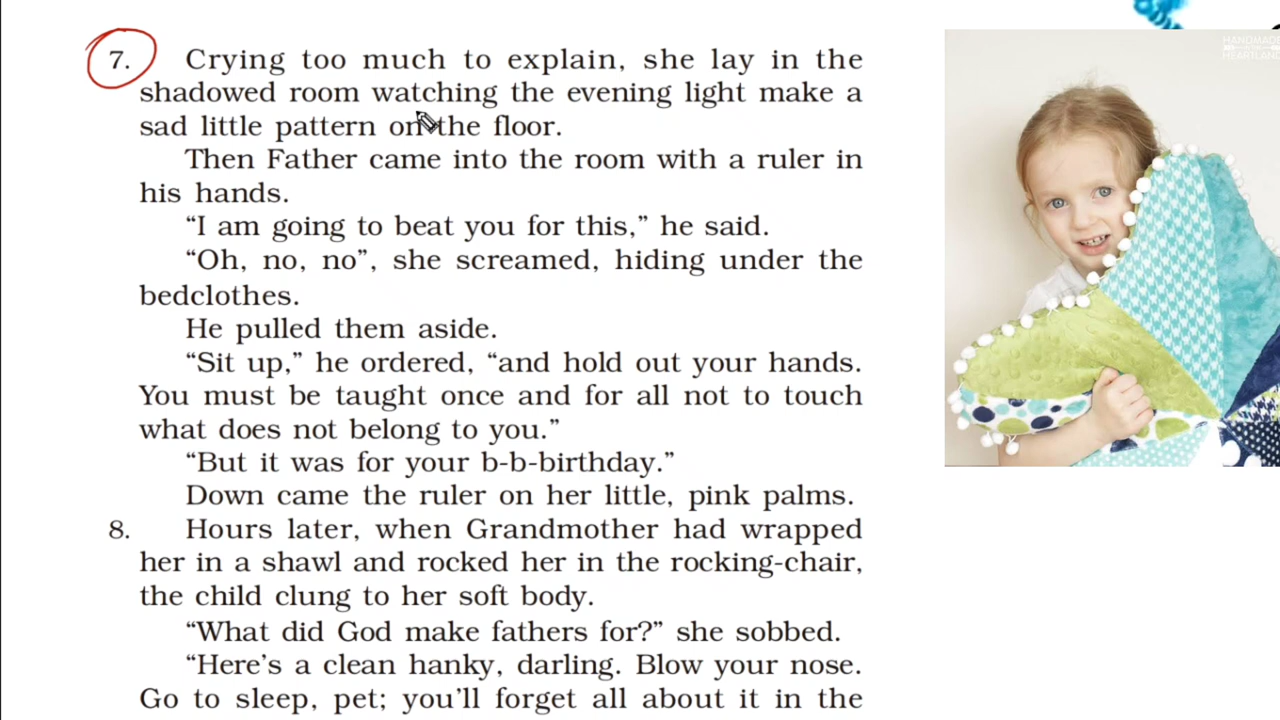 7. Crying too much to explain, she lay in the
shadowed room watching the evening light make a
sad little pattern on the floor.
Then Father came into the room with a ruler in
his hands.
“I am going to beat you for this,” he said.
“Oh, no, no”, she screamed, hiding under the
bedclothes.
He pulled them aside.
“Sit up,” he ordered, “and hold out your hands.
You must be taught once and for all not to touch
what does not belong to you.”
“But it was for your b-b-birthday.”
Down came the ruler on her little, pink palms.
8. Hours later, when Grandmother had wrapped
her in a shawl and rocked her in the rocking-chair,
the child clung to her soft body.
“What did God make fathers for?” she sobbed.
“Here’s a clean hanky, darling. Blow your nose.
Go to sleep, pet; you’ll forget all about it in the
HANDMADE
HEARTLAND